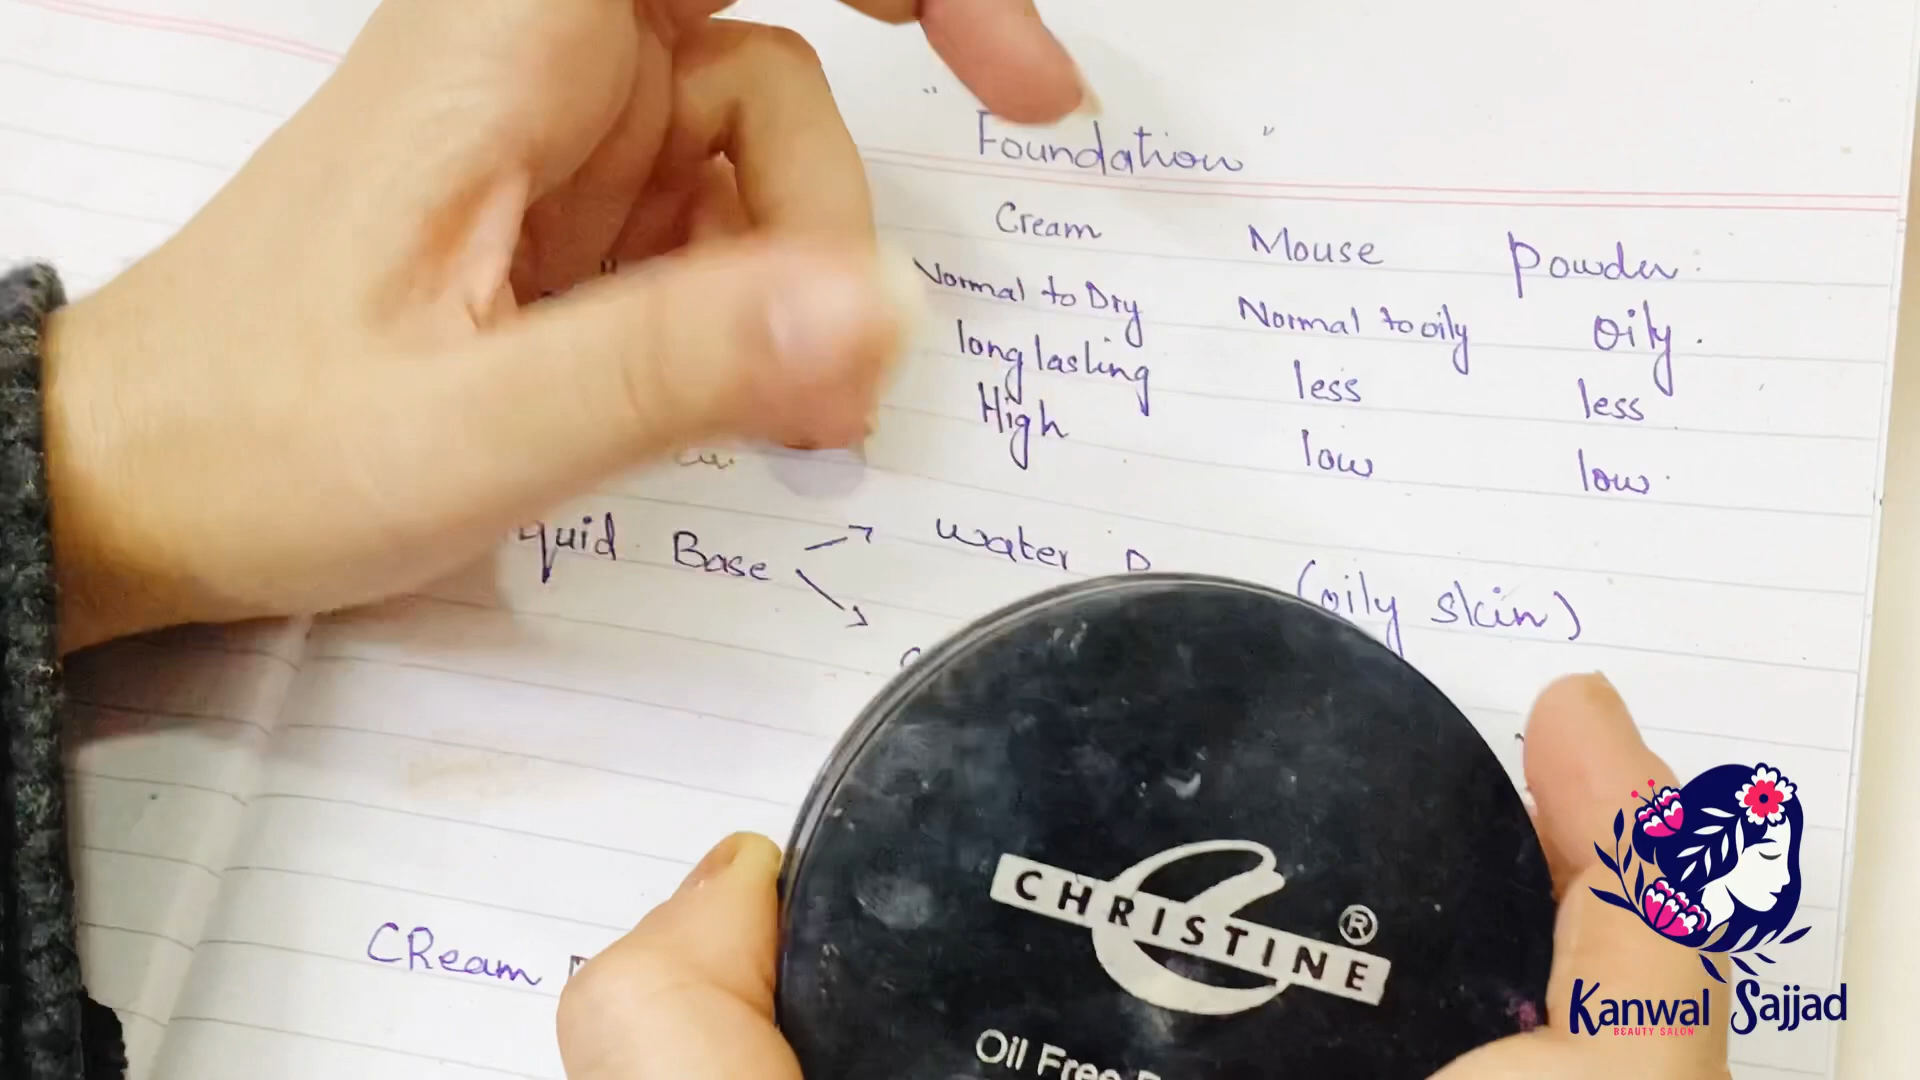 " Foundation "
Cream Mouse Powder
Normal to Dry Normal to oily oily.
long lasting less less
High low low.
quid Base water (oily skin)
CReam
CHRISTINE ®
Oil Free
Kanwal Sajjad
BEAUTY SALON